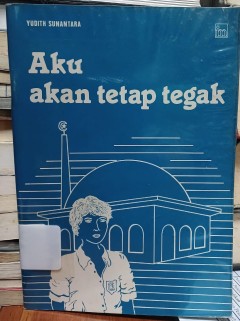 YUDITH SUNANTARA
Aku
akan tetap tegak